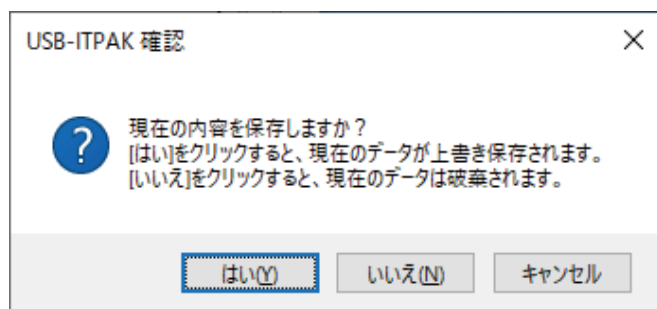 USB-ITPAK 確認
現在の内容を保存しますか?
[はい]をクリックすると、現在のデータが上書き保存されます。
[いいえ]をクリックすると、現在のデータは破棄されます。
はい(Y) いいえ(N) キャンセル